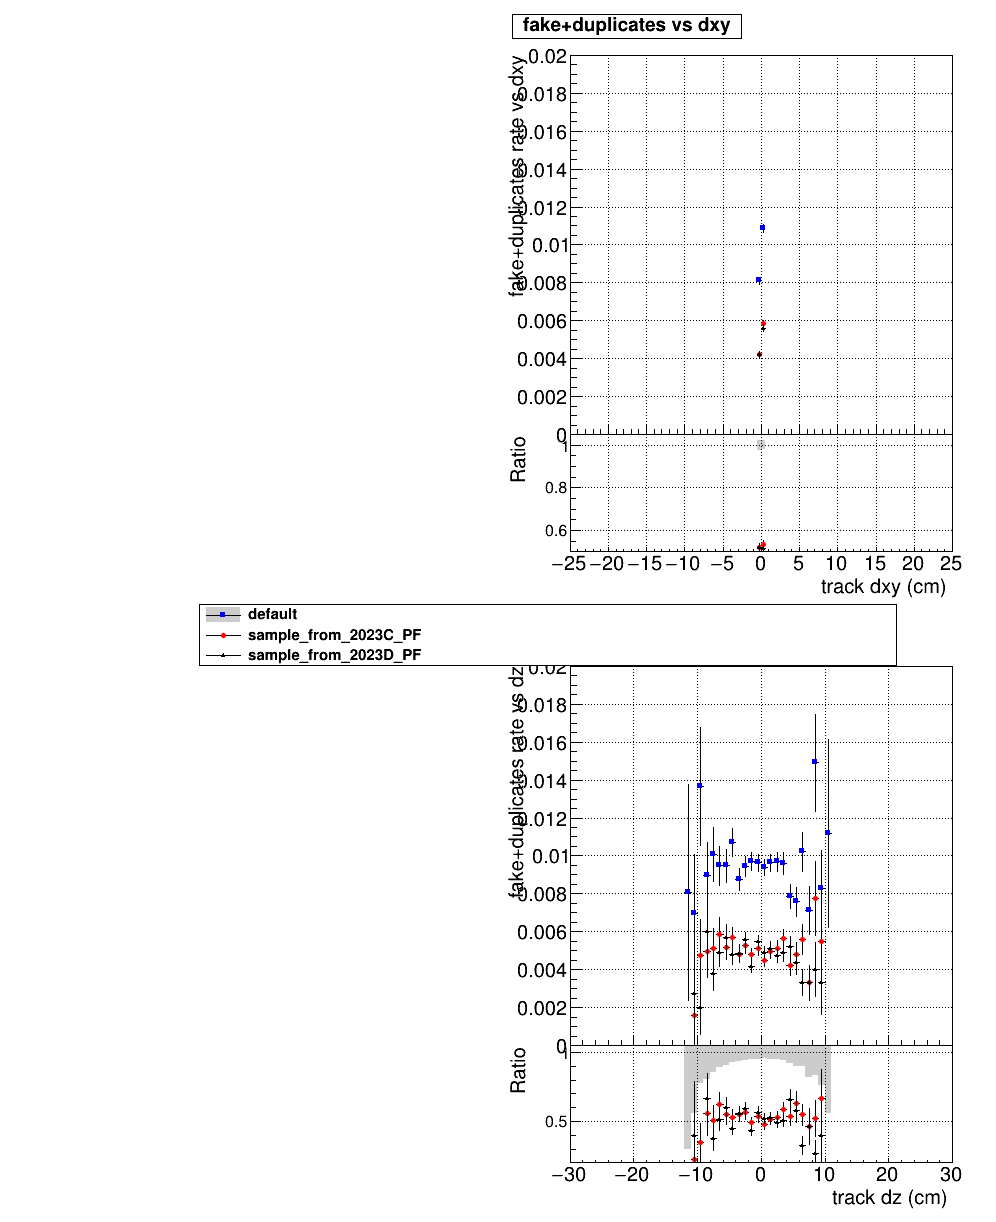 fake+duplicates vs dxy
fake+duplicates rate vs dxy
0.02
0.018
0.016
0.014
0.012
0.01
0.008
0.006
0.004
0.002
0
Ratio
1
0.8
0.6
−25 −20 −15 −10 −5 0 5 10 15 20 25
track dxy (cm)
default
sample_from_2023C_PF
sample_from_2023D_PF
fake+duplicates rate vs dz
0.02
0.018
0.016
0.014
0.012
0.01
0.008
0.006
0.004
0.002
0
Ratio
1
0.5
−30 −20 −10 0 10 20 30
track dz (cm)